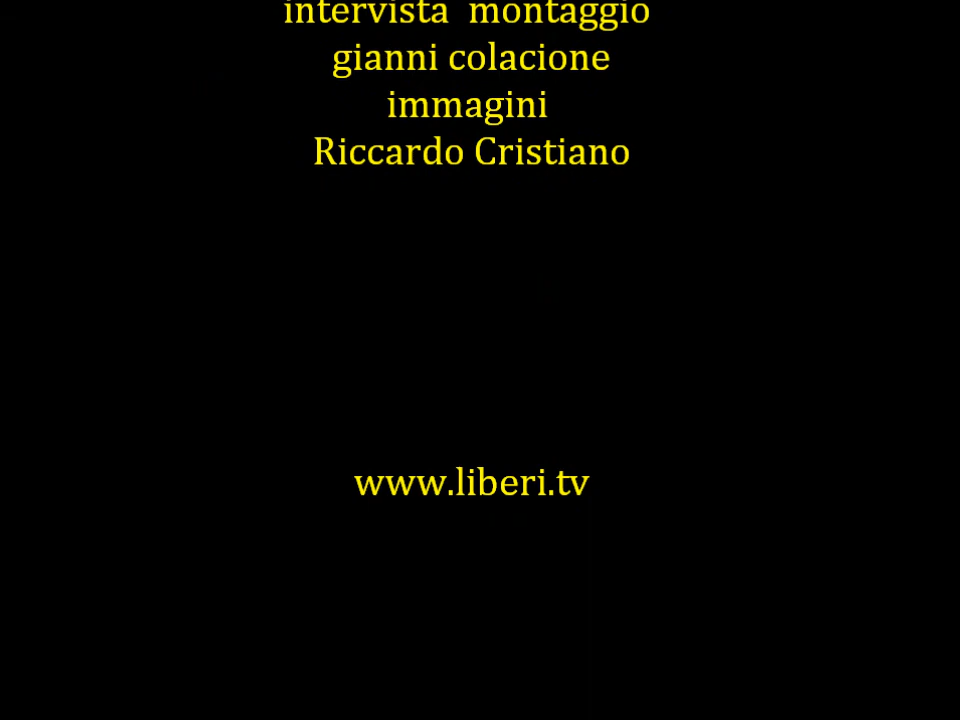 intervista  montaggio
gianni colacione
immagini
Riccardo Cristiano
www.liberi.tv